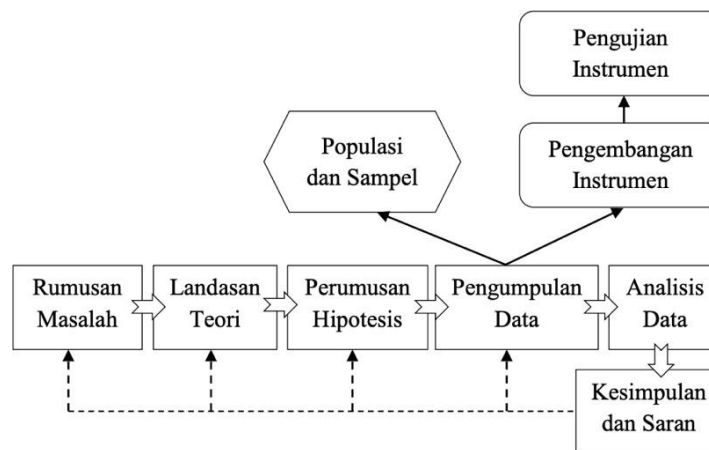 Pengujian
Instrumen
Populasi
dan Sampel
Pengembangan
Instrumen
Rumusan
Masalah
Landasan
Teori
Perumusan
Hipotesis
Pengumpulan
Data
Analisis
Data
Kesimpulan
dan Saran